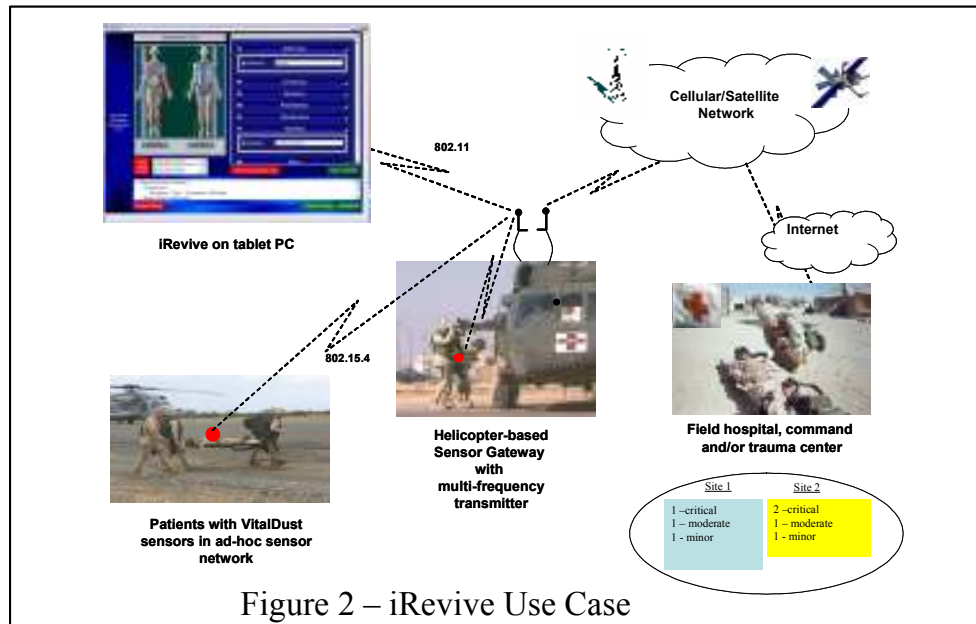 Cellular/Satellite
Network
802.11
iRevive on tablet PC
Internet
802.15.4
Patients with VitalDust
sensors in ad-hoc sensor
network
Helicopter-based
Sensor Gateway
with
multi-frequency
transmitter
Field hospital, command
and/or trauma center
Site 1
1 –critical
1 – moderate
1 - minor
Site 2
2 –critical
1 – moderate
1 - minor
Figure 2 – iRevive Use Case